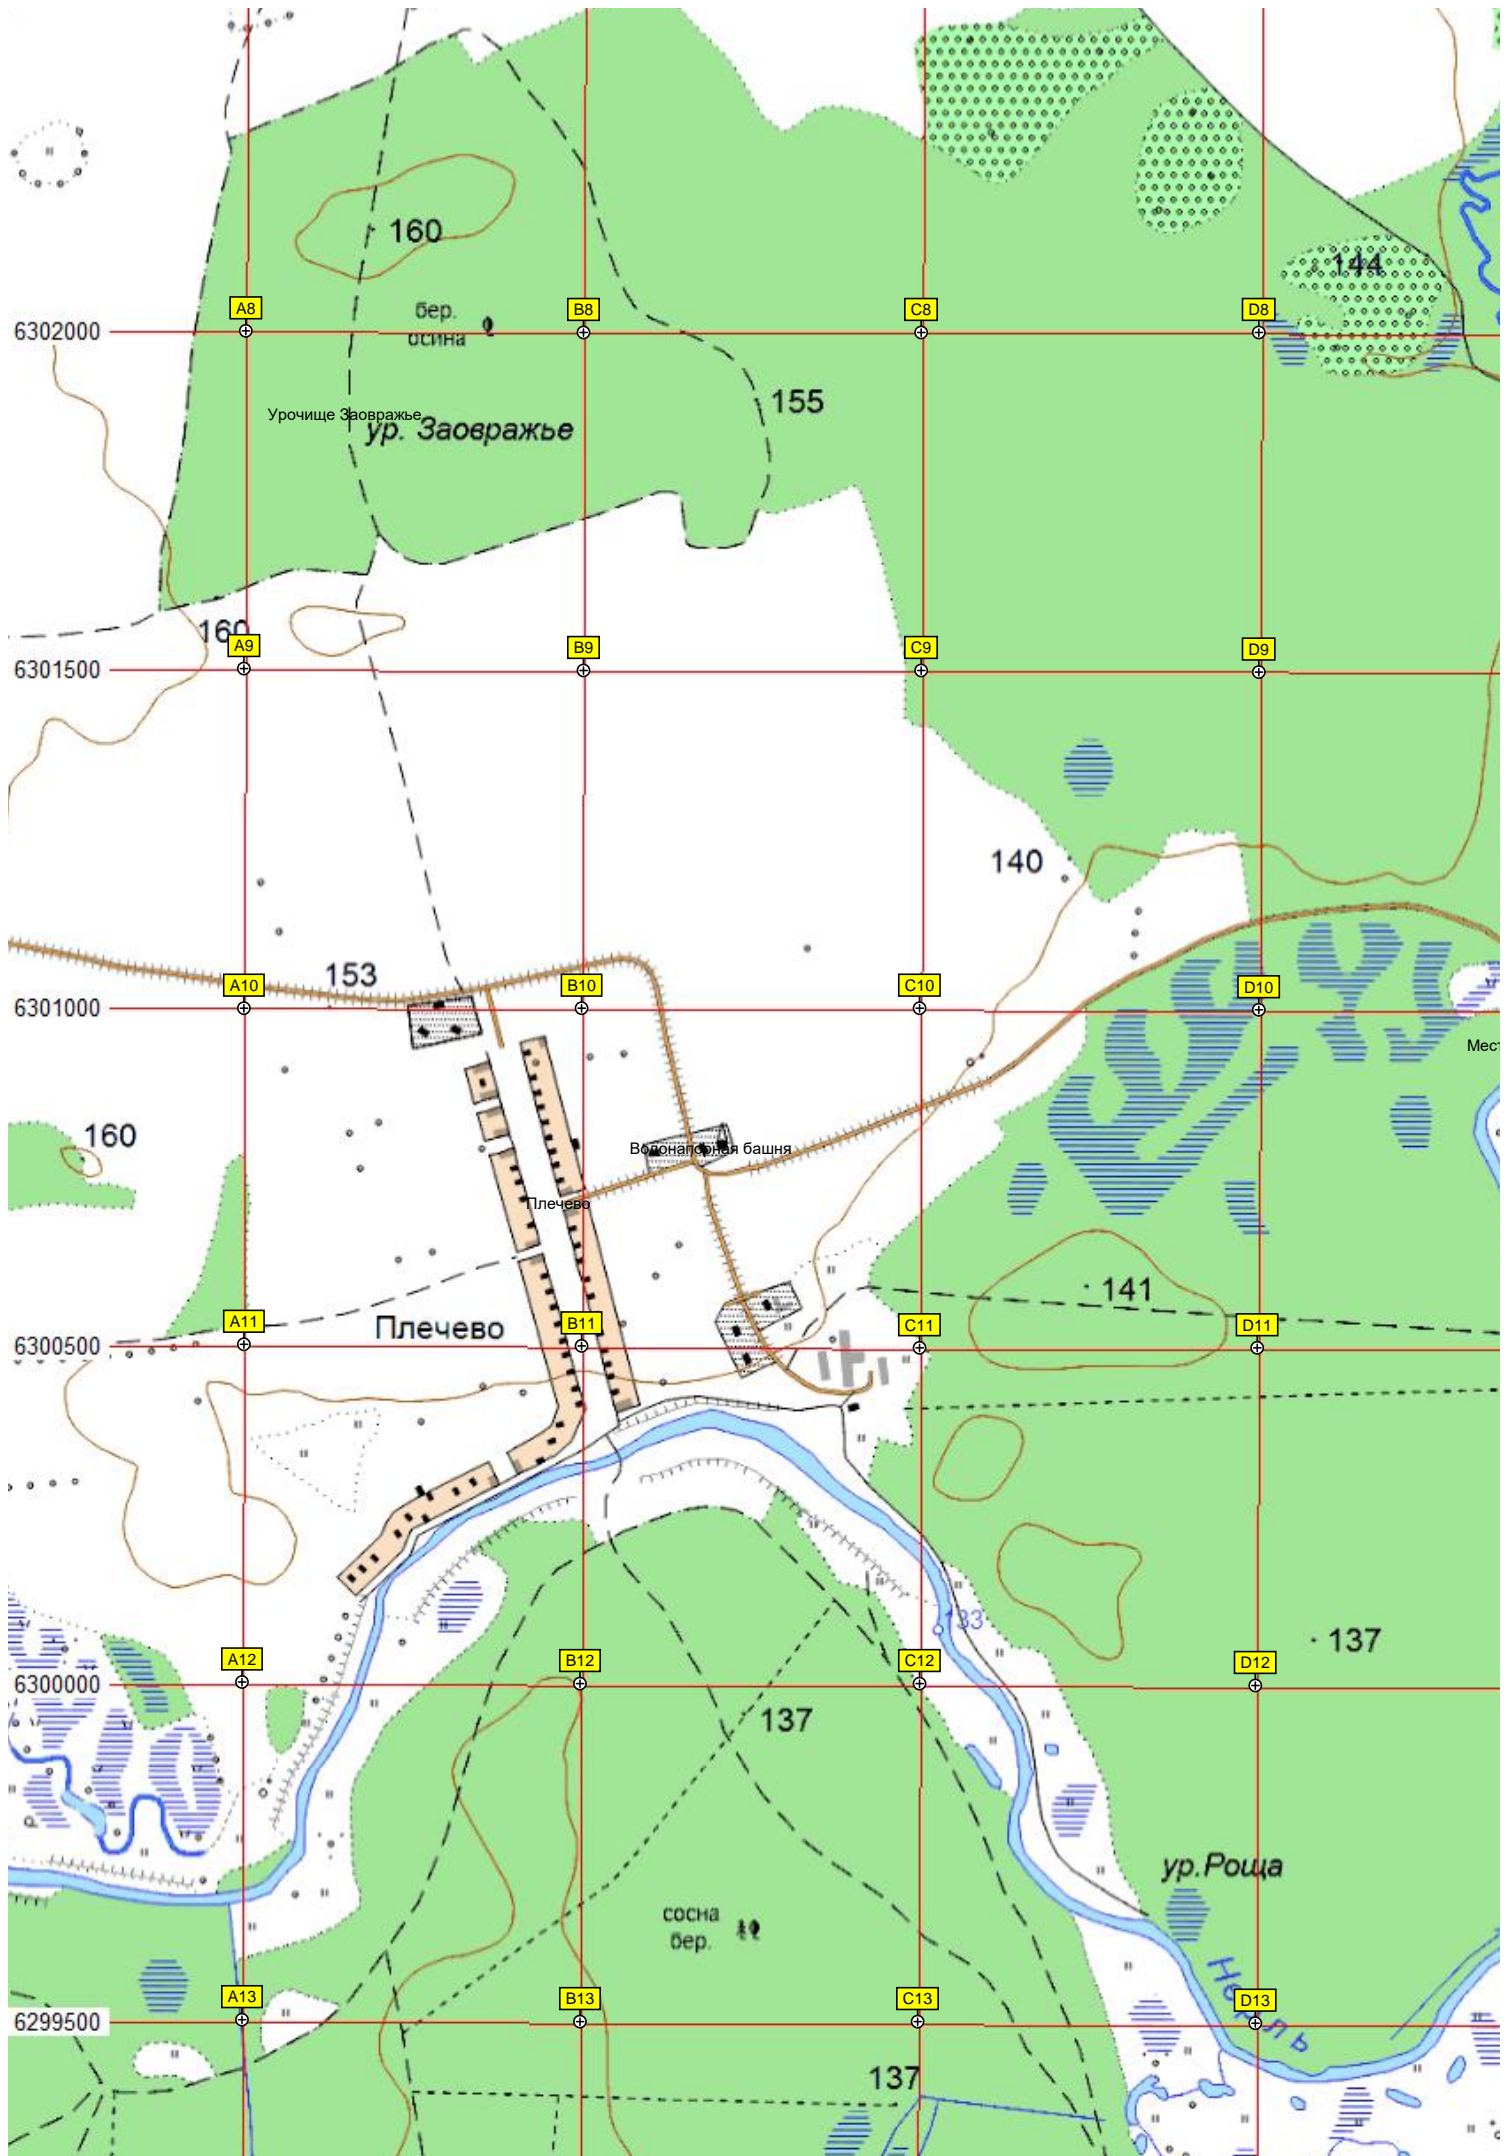 160
144
A8
B8
C8
D8
6302000
бер.
осина
155
Урочище Заовражье
ур. Заовражье
160
A9
B9
C9
D9
6301500
140
153
A10
B10
C10
D10
6301000
Мест
160
Водонапорная башня
Плечево
141
A11
B11
C11
D11
Плечево
6300500
133
137
A12
B12
C12
D12
6300000
137
ур.Роща
сосна
бер.
Нерль
A13
B13
C13
D13
6299500
137